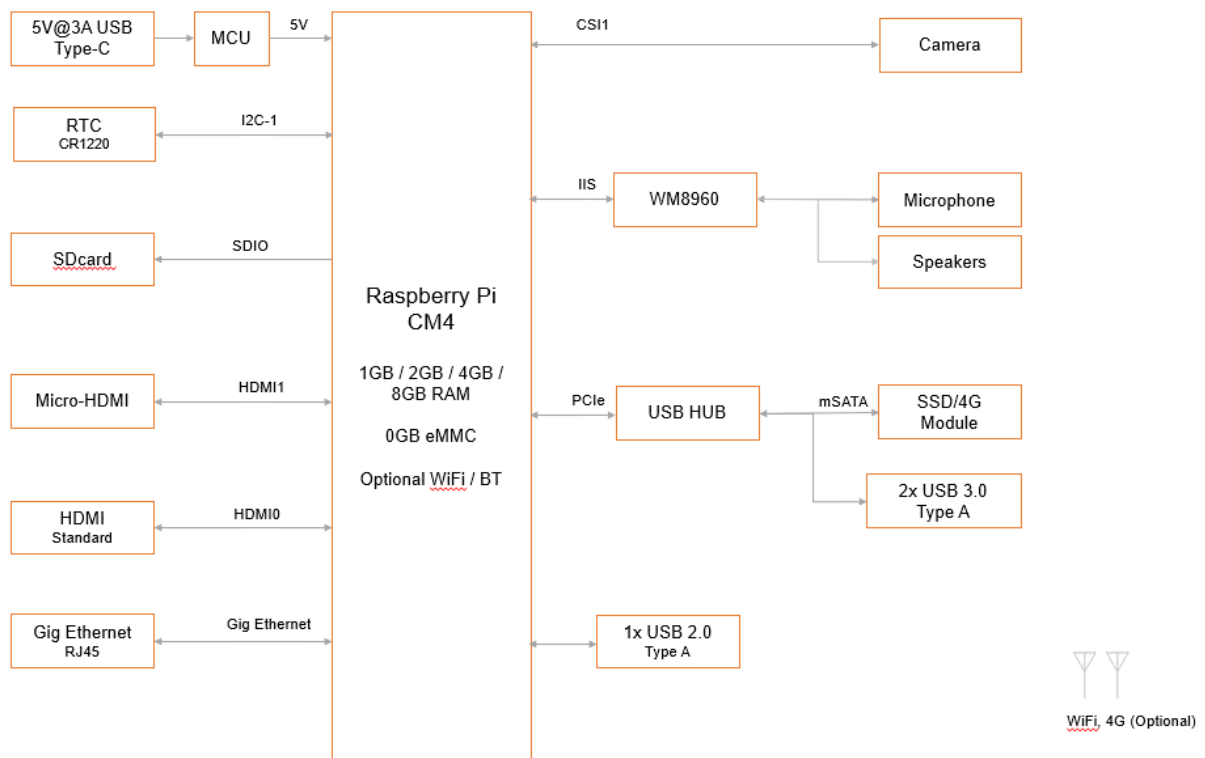 5V@3A USB
Type-C
MCU
5V
RTC
CR1220
I2C-1
SDcard
SDIO
Micro-HDMI
HDMI1
HDMI
Standard
HDMI0
Gig Ethernet
RJ45
Gig Ethernet
Raspberry Pi
CM4
1GB / 2GB / 4GB /
8GB RAM
0GB eMMC
Optional WiFi / BT
CSI1
Camera
IIS
WM8960
Microphone
Speakers
PCIe
USB HUB
mSATA
SSD/4G
Module
2x USB 3.0
Type A
1x USB 2.0
Type A
WiFi, 4G (Optional)